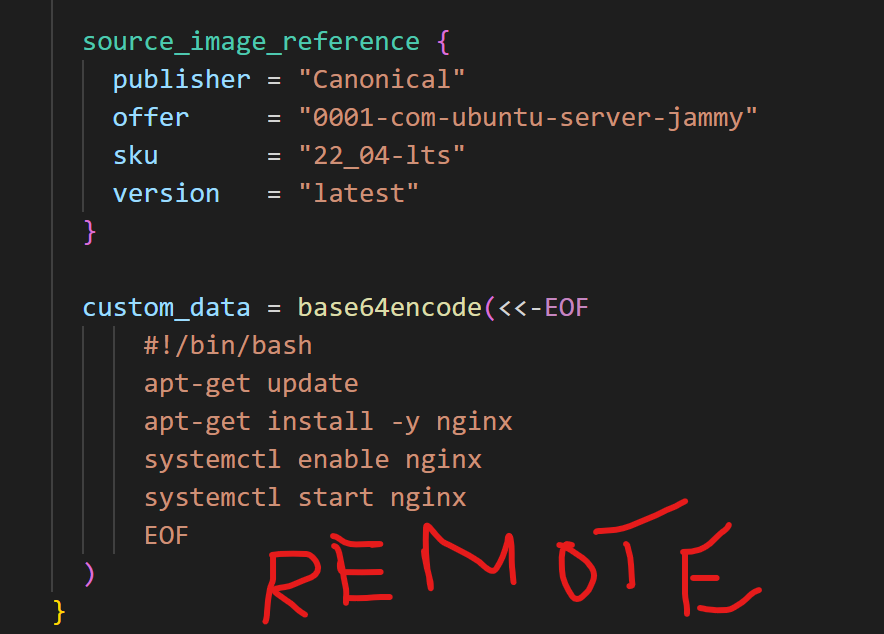 source_image_reference {
publisher = "Canonical"
offer     = "0001-com-ubuntu-server-jammy"
sku       = "22_04-lts"
version   = "latest"
}
custom_data = base64encode(<<-EOF
#!/bin/bash
apt-get update
apt-get install -y nginx
systemctl enable nginx
systemctl start nginx
EOF
)
REMOTE
}